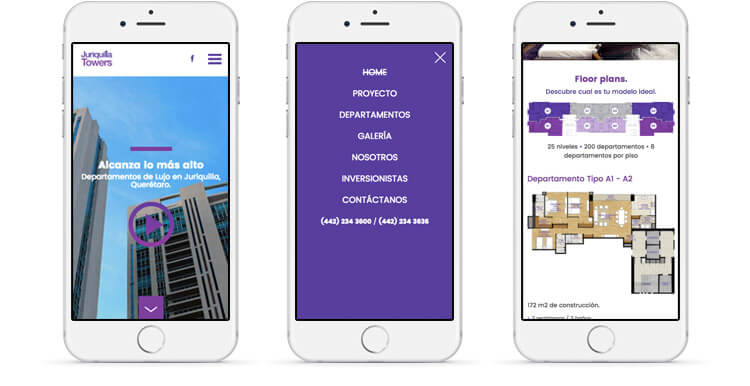 Juriquilla
Towers
f
Alcanza lo más alto
Departamentos de Lujo en Juriquilla,
Querétaro.
HOME
PROYECTO
DEPARTAMENTOS
GALERÍA
NOSOTROS
INVERSIONISTAS
CONTÁCTANOS
(442) 234 3600 / (442) 234 3636
Floor plans.
Descubre cual es tu modelo ideal.
25 niveles • 200 departamentos • 8
departamentos por piso
Departamento Tipo A1 - A2
172 m2 de construcción.